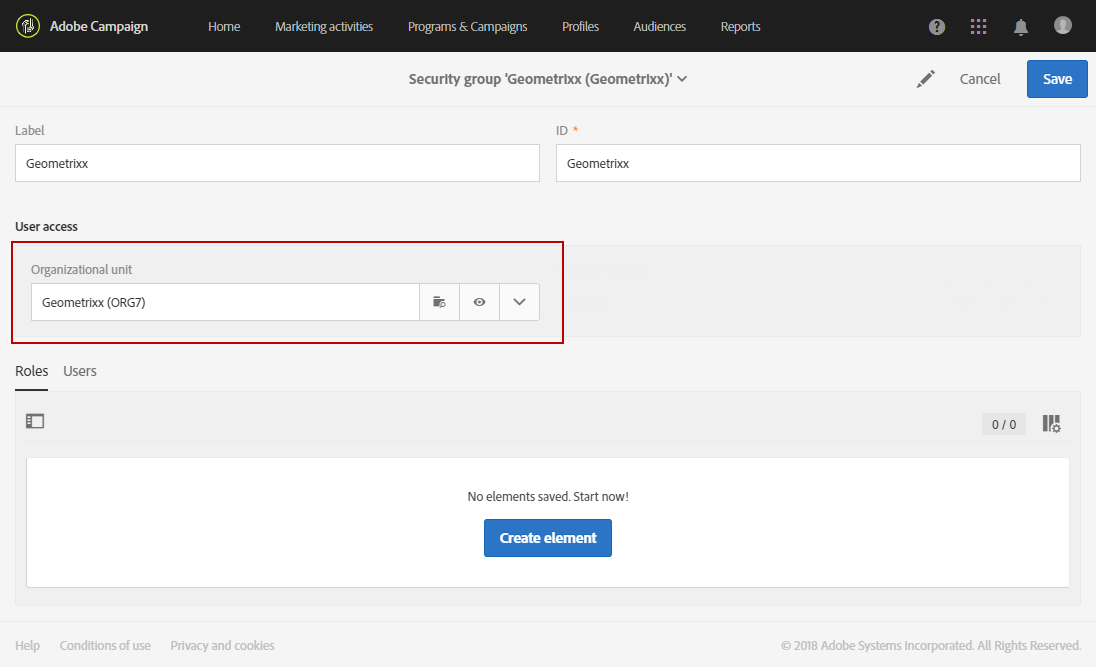 Adobe Campaign Home Marketing activities Programs & Campaigns Profiles Audiences Reports
Security group 'Geometrixx (Geometrixx)' Cancel Save
Label ID *
Geometrixx Geometrixx
User access
Organizational unit
Geometrixx (ORG7)
Roles Users
0 / 0
No elements saved. Start now!
Create element
Help Conditions of use Privacy and cookies © 2018 Adobe Systems Incorporated. All Rights Reserved.